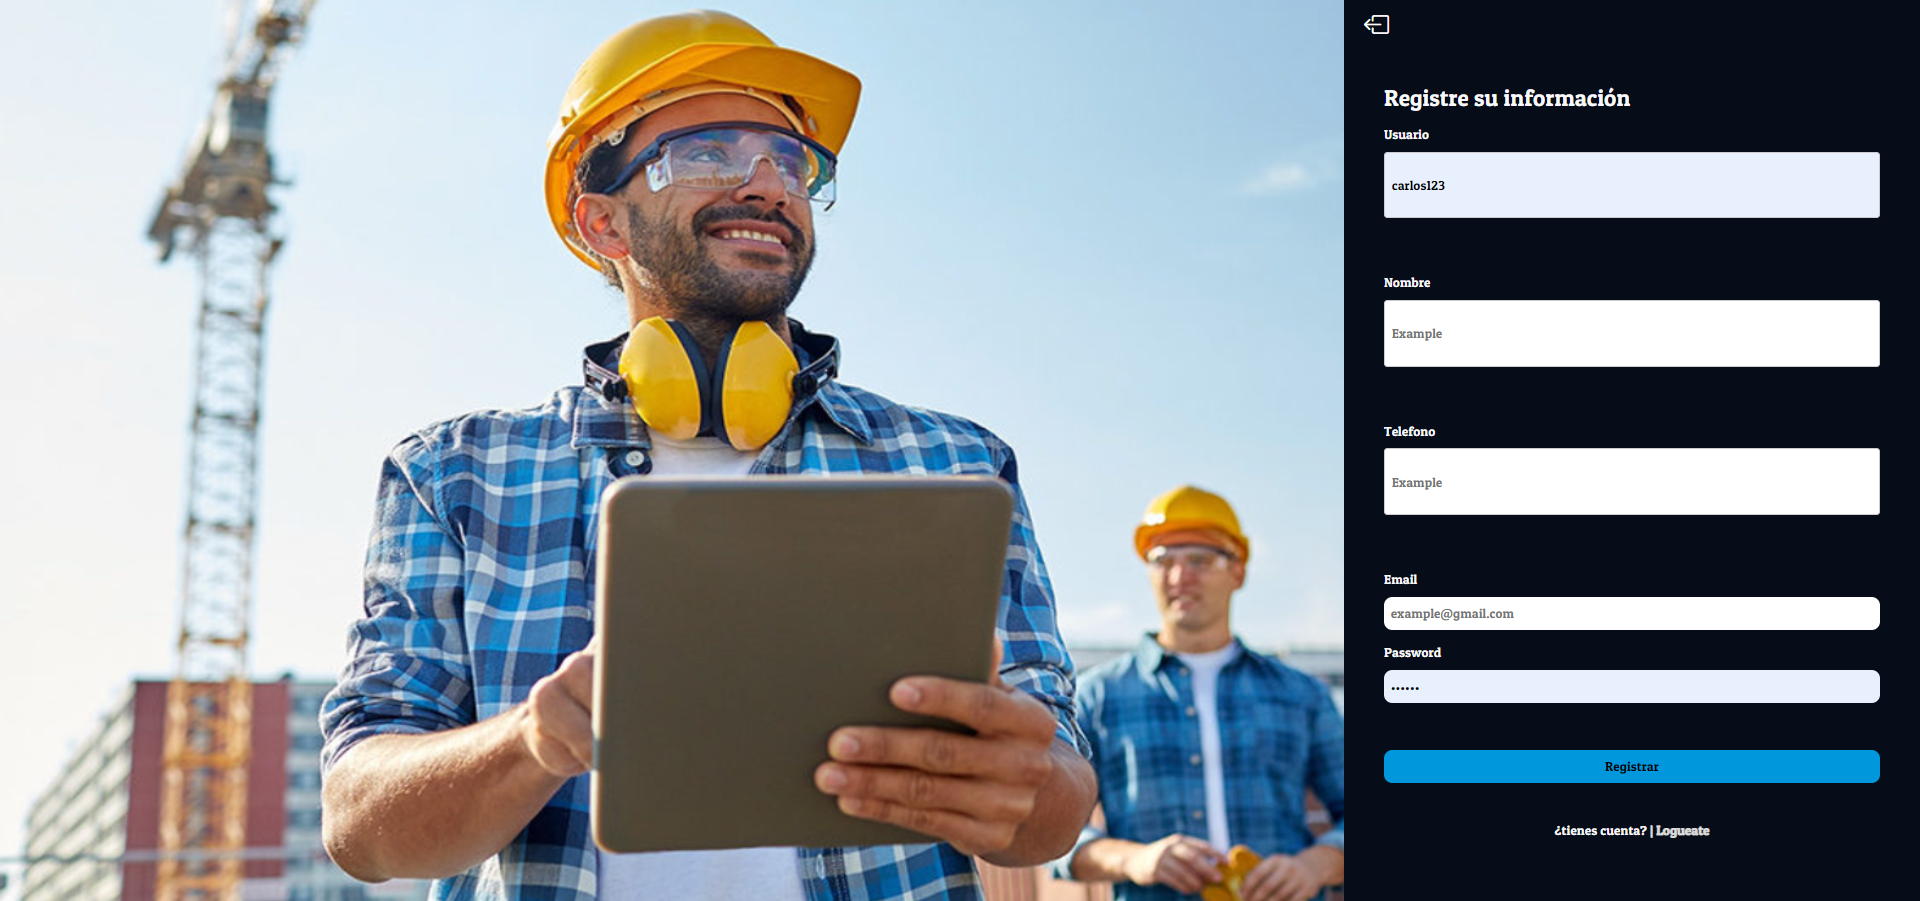 Registre su información
Usuario
carlos123
Nombre
Example
Telefono
Example
Email
example@gmail.com
Password
••••••
Registrar
¿tienes cuenta? | Logueate